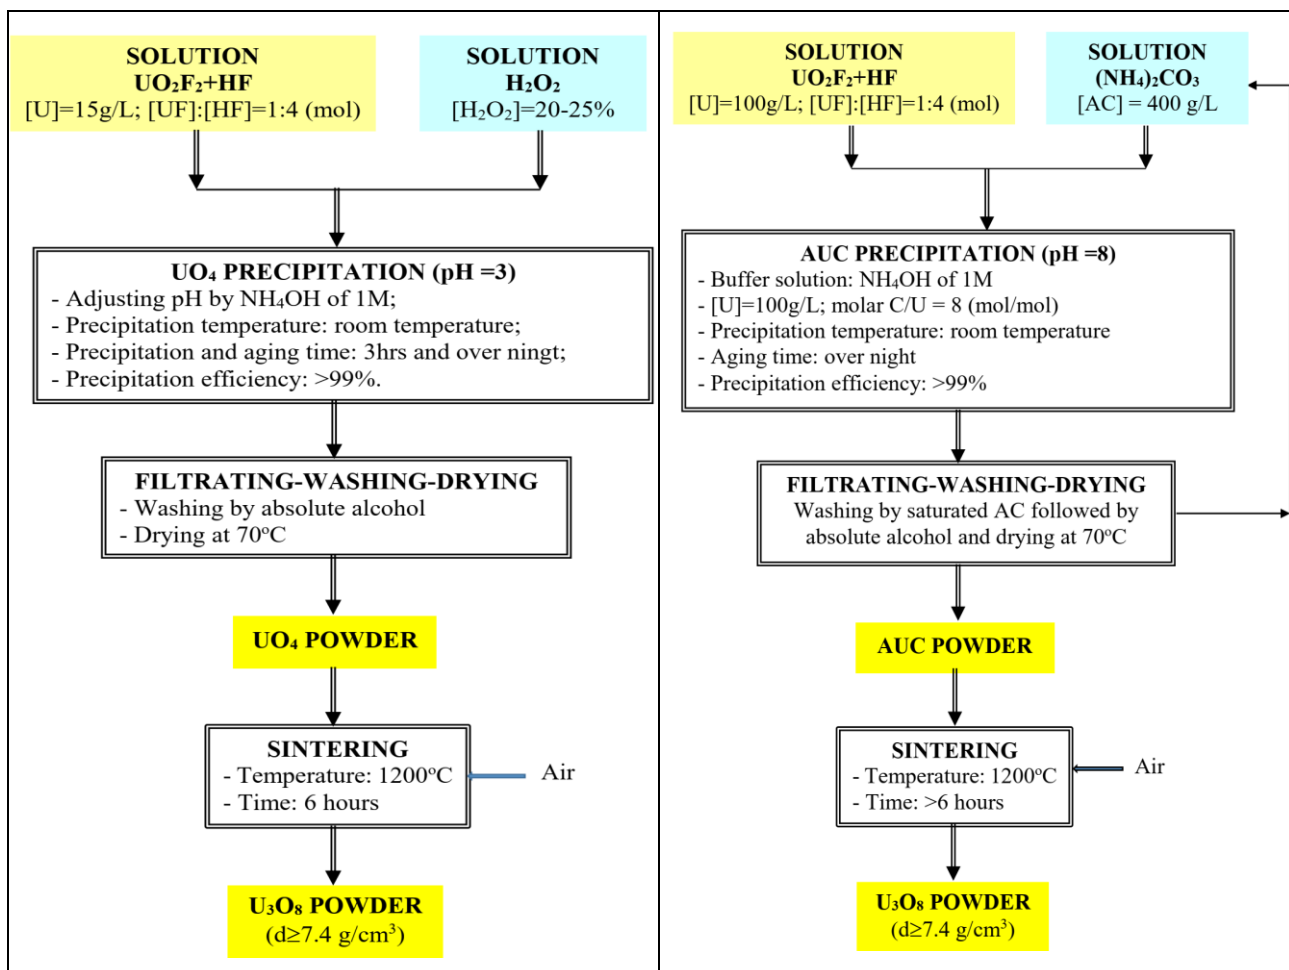 SOLUTION
UO₂F₂+HF
[U]=15g/L; [UF]:[HF]=1:4 (mol)
SOLUTION
H₂O₂
[H₂O₂]=20-25%
UO₄ PRECIPITATION (pH =3)
- Adjusting pH by NH₄OH of 1M;
- Precipitation temperature: room temperature;
- Precipitation and aging time: 3hrs and over ningt;
- Precipitation efficiency: >99%.
FILTRATING-WASHING-DRYING
- Washing by absolute alcohol
- Drying at 70ºC
UO₄ POWDER
SINTERING
- Temperature: 1200ºC
- Time: 6 hours
Air
U₃O₈ POWDER
(d≥7.4 g/cm³)
SOLUTION
UO₂F₂+HF
[U]=100g/L; [UF]:[HF]=1:4 (mol)
SOLUTION
(NH₄)₂CO₃
[AC] = 400 g/L
AUC PRECIPITATION (pH=8)
- Buffer solution: NH₄OH of 1M
- [U]=100g/L; molar C/U = 8 (mol/mol)
- Precipitation temperature: room temperature
- Aging time: over night
- Precipitation efficiency: >99%
FILTRATING-WASHING-DRYING
Washing by saturated AC followed by
absolute alcohol and drying at 70ºC
AUC POWDER
SINTERING
- Temperature: 1200ºC
- Time: >6 hours
Air
U₃O₈ POWDER
(d≥7.4 g/cm³)